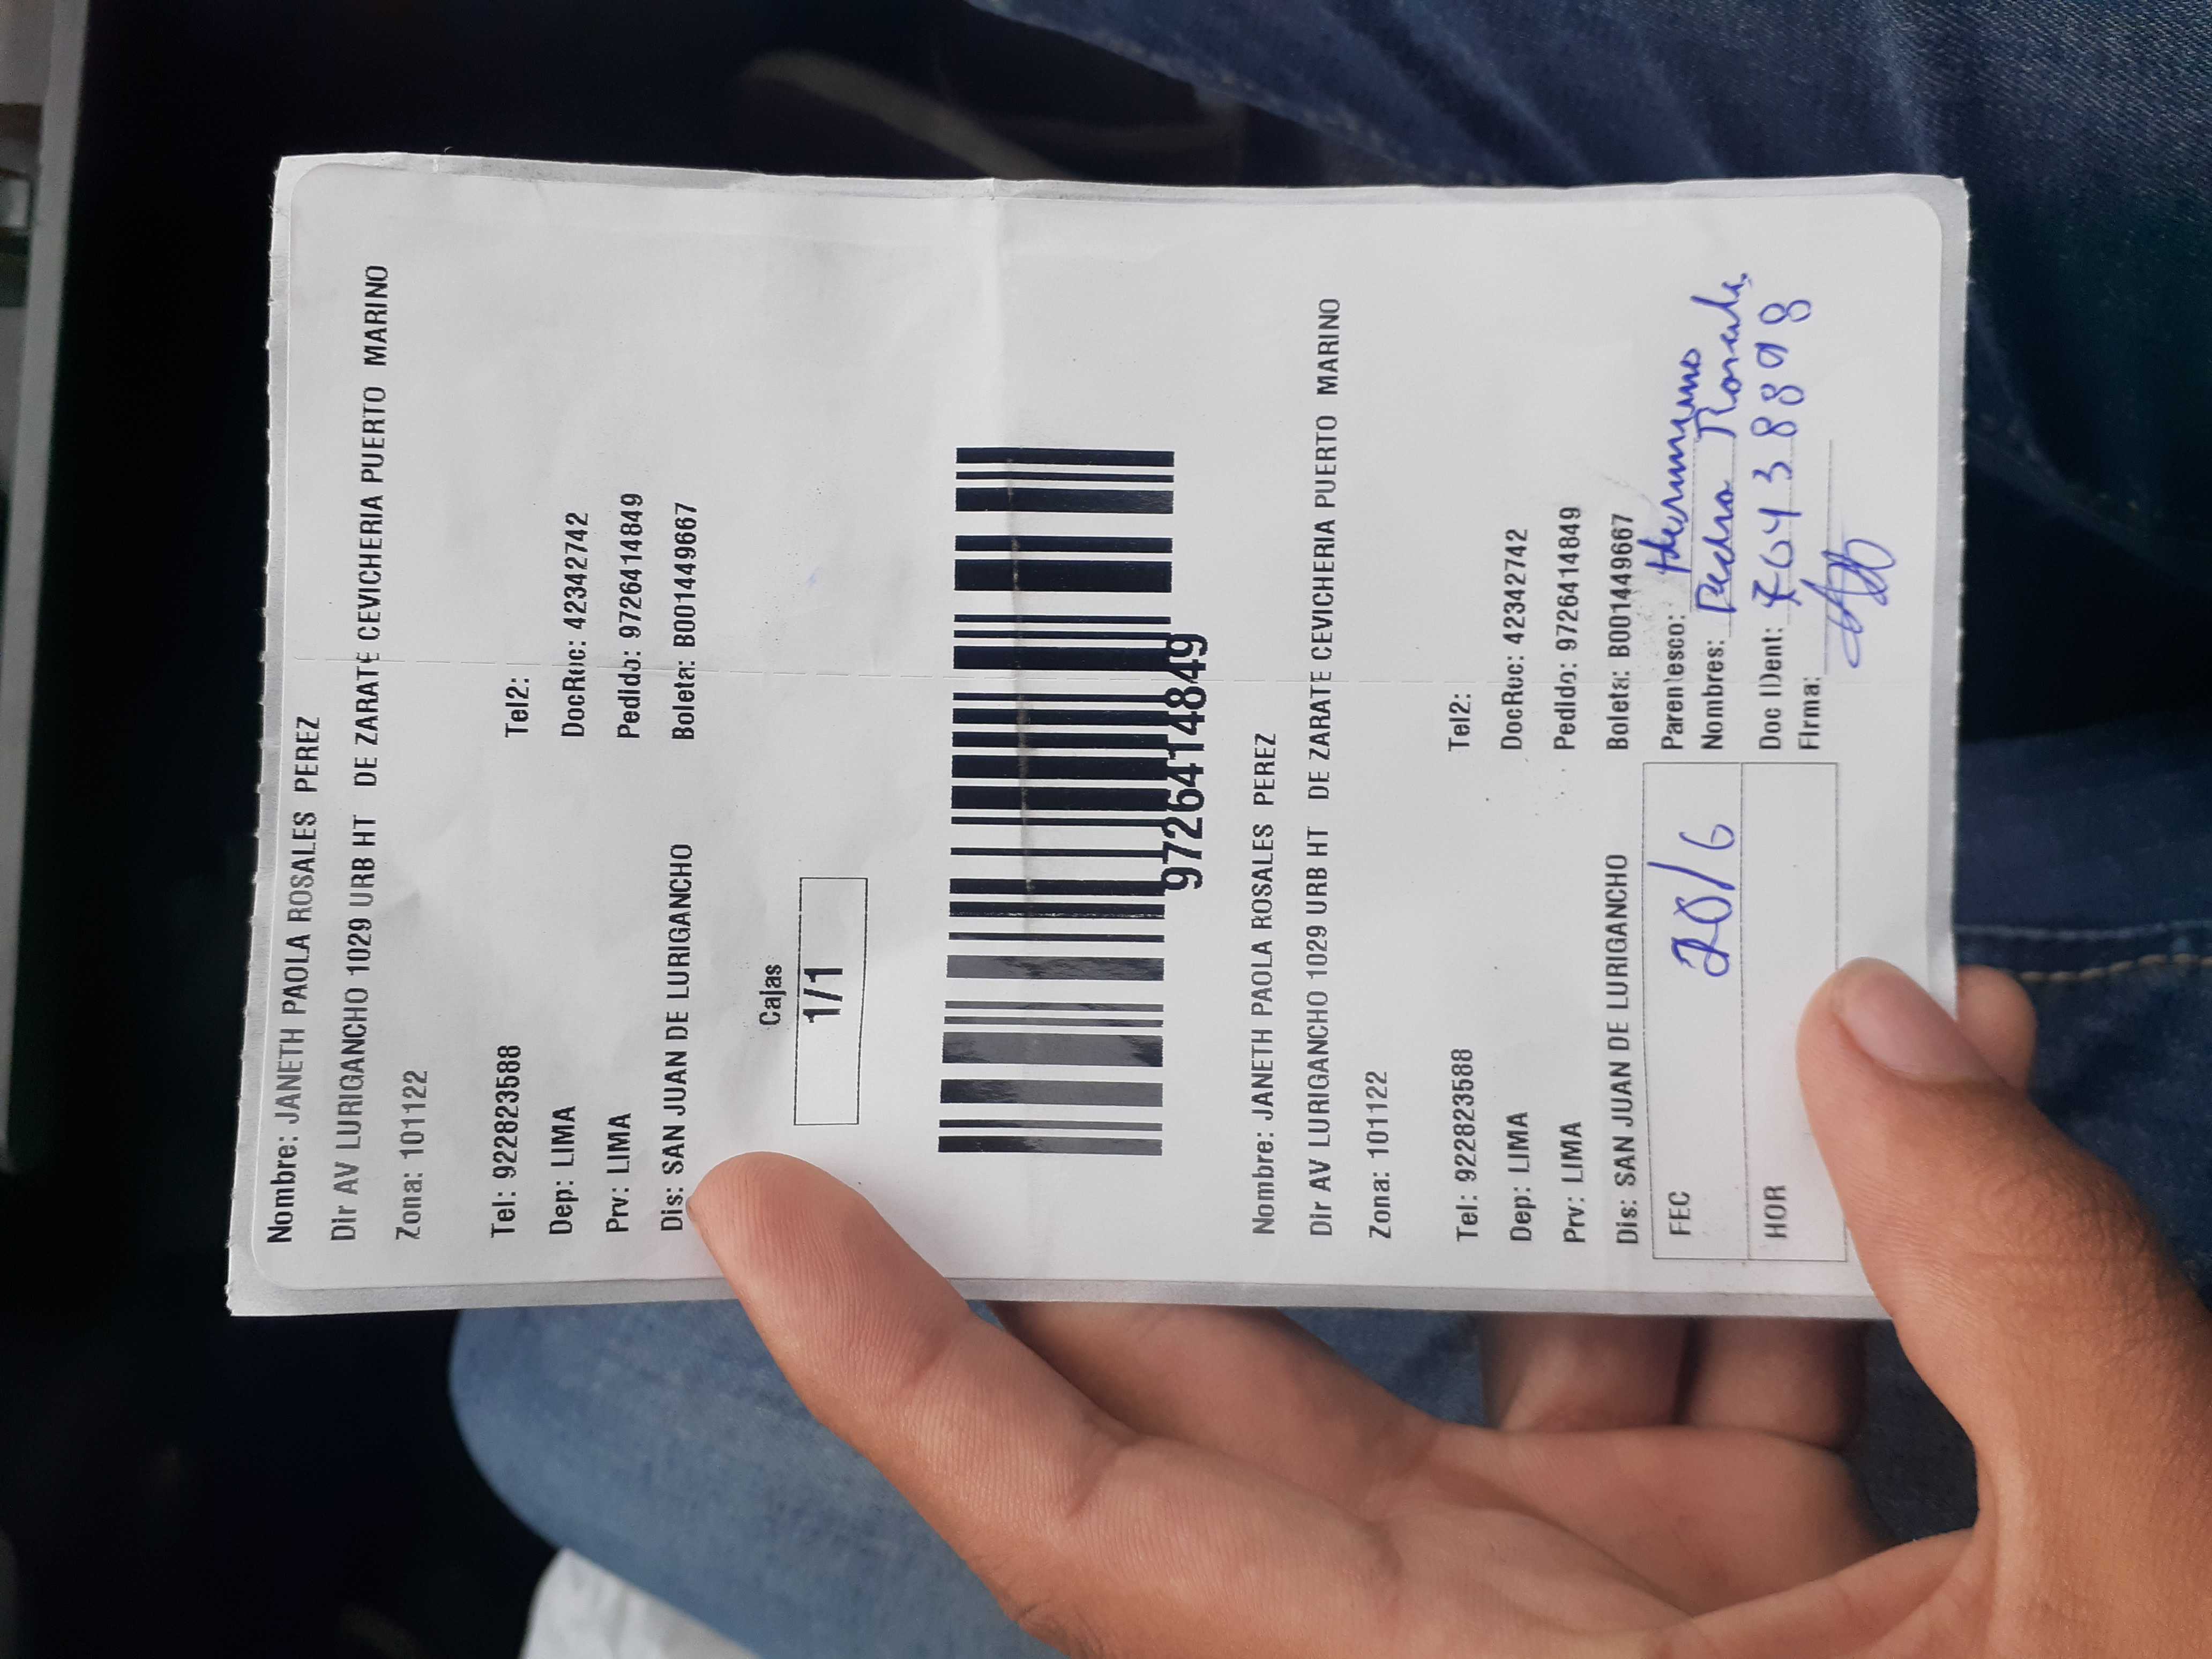 Nombre: JANETH PAOLA ROSALES PEREZ
Dir AV LURIGANCHO 1029 URB HT DE ZARATE CEVICHERIA PUERTO MARINO
Zona: 101122
Tel: 922823588 Tel2:
Dep: LIMA DocRuc: 42342742
Prv: LIMA Pedido: 9726414849
Dis: SAN JUAN DE LURIGANCHO Boleta: B001449667
Cajas
1/1
9726414849
Nombre: JANETH PAOLA ROSALES PEREZ
Dir AV LURIGANCHO 1029 URB HT DE ZARATE CEVICHERIA PUERTO MARINO
Zona: 101122
Tel: 922823588 Tel2:
Dep: LIMA DocRuc: 42342742
Prv: LIMA Pedido: 9726414849
Dis: SAN JUAN DE LURIGANCHO Boleta: B001449667
FEC 20/6 Parentesco:
Nombres: Pedro Rosales
HOR Doc IDent:
Firma: